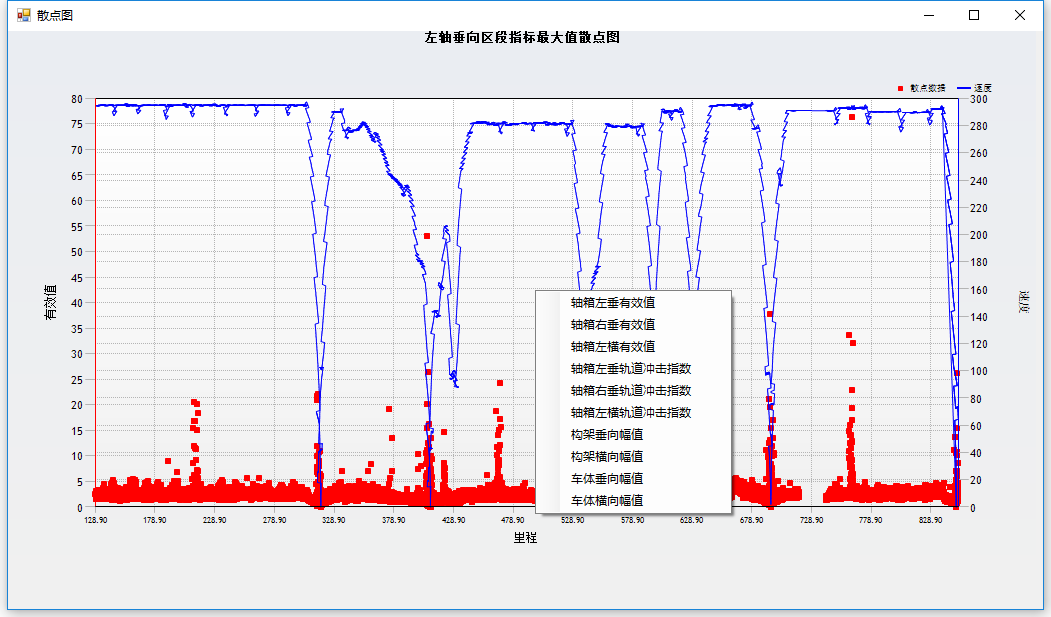 散点图
左轴垂向区段指标最大值散点图
散点数据 速度
80
75
70
65
60
55
50
45
40
35
30
25
20
15
10
5
0
有效值
300
280
260
240
220
200
180
160
140
120
100
80
60
40
20
0
速度
轴箱左垂有效值
轴箱右垂有效值
轴箱左横有效值
轴箱左垂轨道冲击指数
轴箱右垂轨道冲击指数
轴箱左横轨道冲击指数
构架垂向幅值
构架横向幅值
车体垂向幅值
车体横向幅值
128.90 178.90 228.90 278.90 328.90 378.90 428.90 478.90 528.90 578.90 628.90 678.90 728.90 778.90 828.90
里程